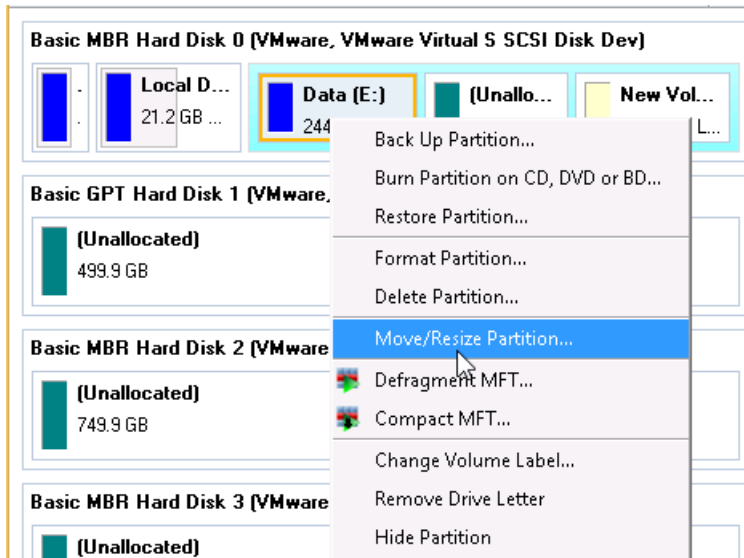 Basic MBR Hard Disk 0 (VMware, VMware Virtual S SCSI Disk Dev)
.
.
Local D...
21.2 GB ...
Data (E:)
244
(Unallo...
New Vol...
L...
Back Up Partition...
Burn Partition on CD, DVD or BD...
Restore Partition...
Format Partition...
Delete Partition...
Move/Resize Partition...
Defragment MFT...
Compact MFT...
Change Volume Label...
Remove Drive Letter
Hide Partition
Basic GPT Hard Disk 1 (VMware,
(Unallocated)
499.9 GB
Basic MBR Hard Disk 2 (VMware
(Unallocated)
749.9 GB
Basic MBR Hard Disk 3 (VMware
(Unallocated)